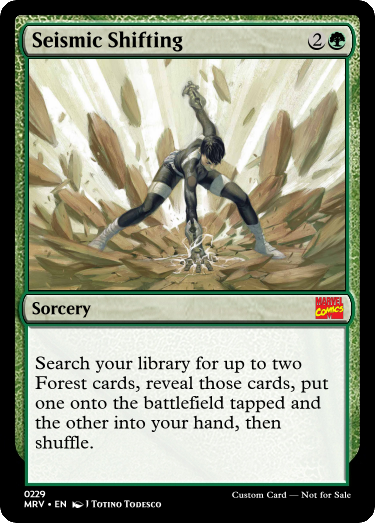 Seismic Shifting 2
Sorcery
MARVEL
COMICS
Search your library for up to two
Forest cards, reveal those cards, put
one onto the battlefield tapped and
the other into your hand, then
shuffle.
0229
Custom Card — Not for Sale
MRV • EN J Totino Todesco